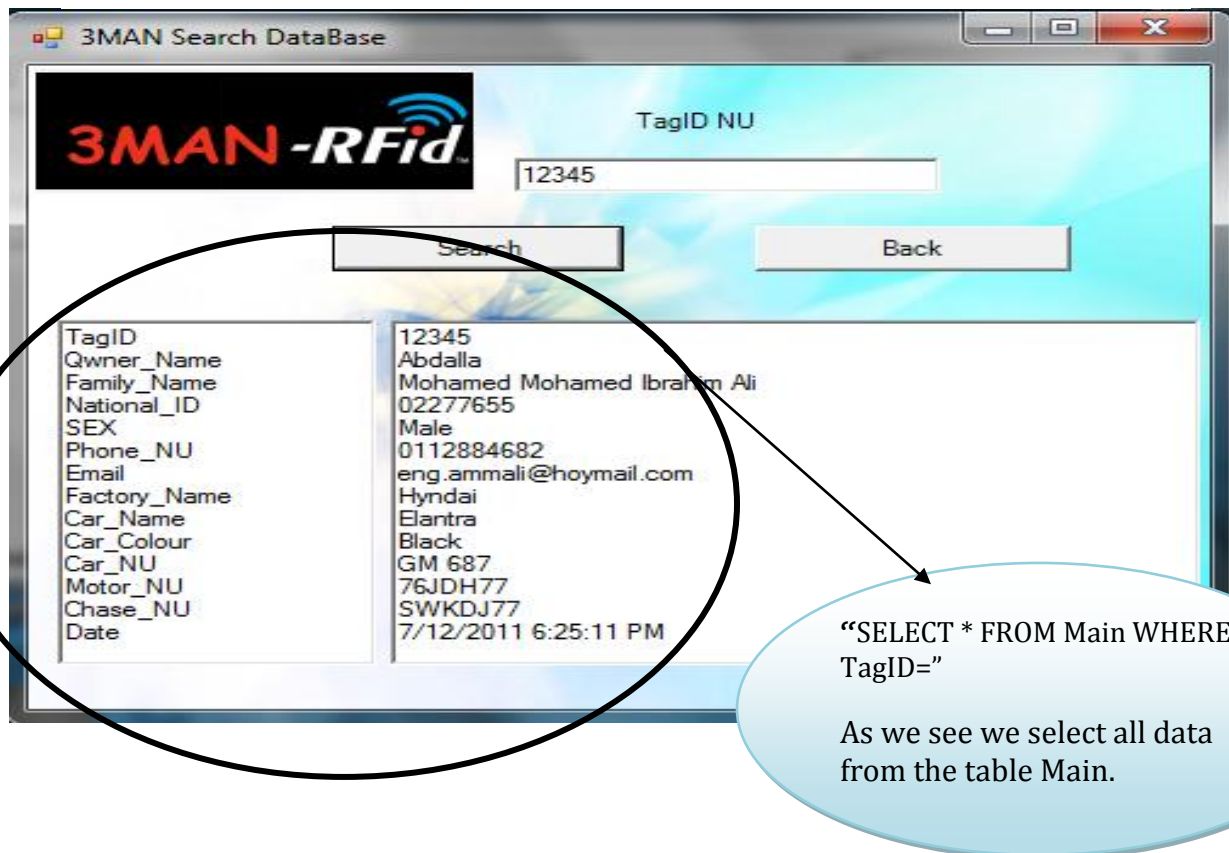 3MAN Search DataBase
3MAN-RFid
TagID NU
12345
Search
Back
TagID 12345
Qwner_Name Abdalla
Family_Name Mohamed Mohamed Ibrahim Ali
National_ID 02277655
SEX Male
Phone_NU 0112884682
Email eng.ammali@hoymail.com
Factory_Name Hyndai
Car_Name Elantra
Car_Colour Black
Car_NU GM 687
Motor_NU 76JDH77
Chase_NU SWKDJ77
Date 7/12/2011 6:25:11 PM
“SELECT * FROM Main WHERE
TagID=”
As we see we select all data
from the table Main.